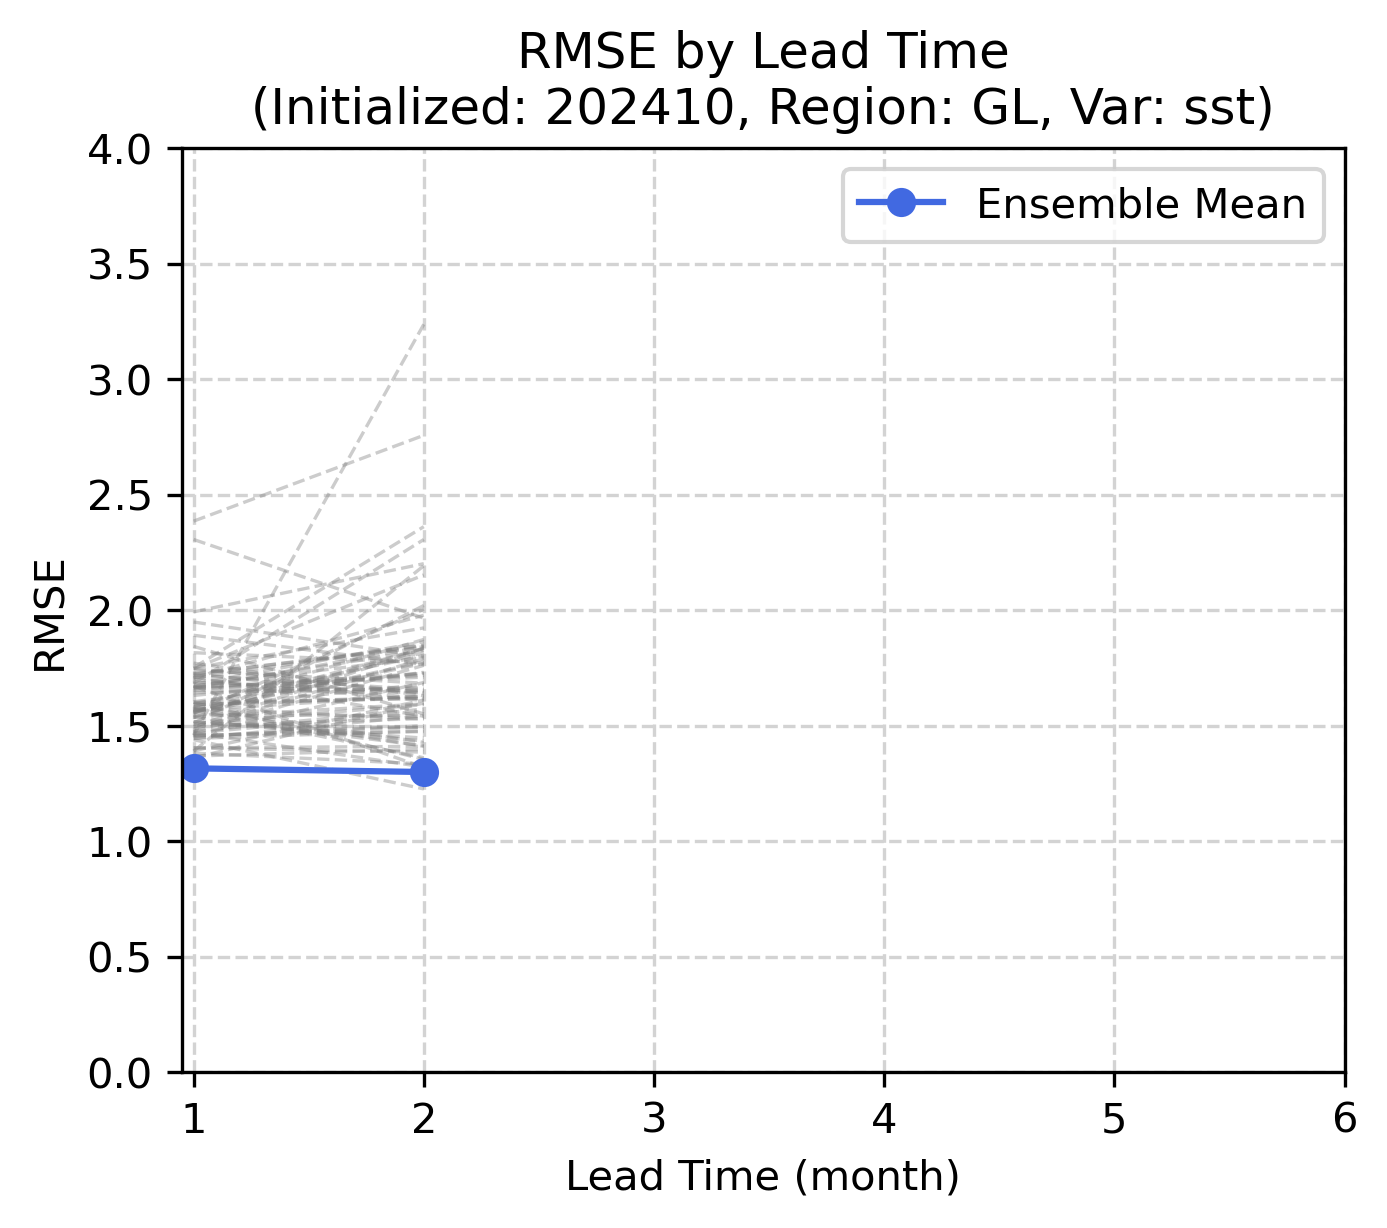 RMSE by Lead Time
(Initialized: 202410, Region: GL, Var: sst)
Ensemble Mean
RMSE
4.0
3.5
3.0
2.5
2.0
1.5
1.0
0.5
0.0
1 2 3 4 5 6
Lead Time (month)